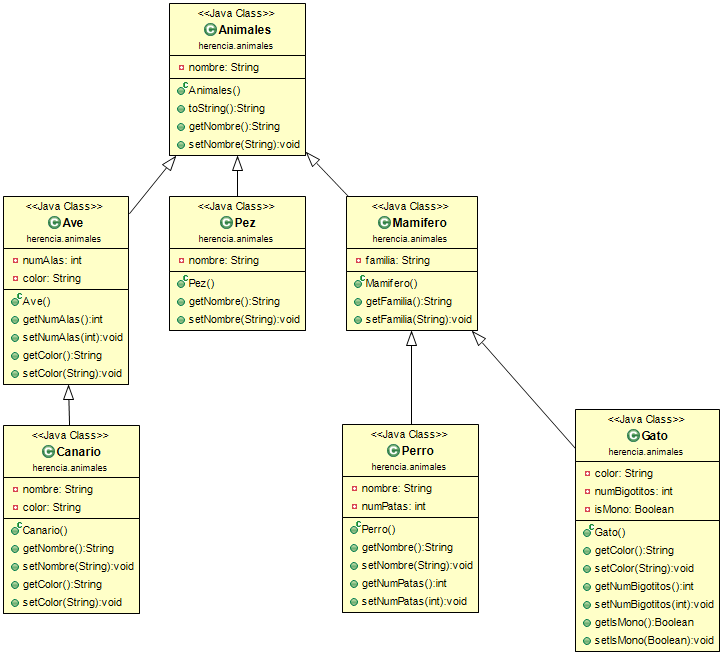 <<Java Class>>
Animales
herencia.animales
nombre: String
Animales()
toString():String
getNombre():String
setNombre(String):void
<<Java Class>>
Ave
herencia.animales
numAlas: int
color: String
Ave()
getNumAlas():int
setNumAlas(int):void
getColor():String
setColor(String):void
<<Java Class>>
Pez
herencia.animales
nombre: String
Pez()
getNombre():String
setNombre(String):void
<<Java Class>>
Mamifero
herencia.animales
familia: String
Mamifero()
getFamilia():String
setFamilia(String):void
<<Java Class>>
Canario
herencia.animales
nombre: String
color: String
Canario()
getNombre():String
setNombre(String):void
getColor():String
setColor(String):void
<<Java Class>>
Perro
herencia.animales
nombre: String
numPatas: int
Perro()
getNombre():String
setNombre(String):void
getNumPatas():int
setNumPatas(int):void
<<Java Class>>
Gato
herencia.animales
color: String
numBigotitos: int
isMono: Boolean
Gato()
getColor():String
setColor(String):void
getNumBigotitos():int
setNumBigotitos(int):void
getIsMono():Boolean
setIsMono(Boolean):void